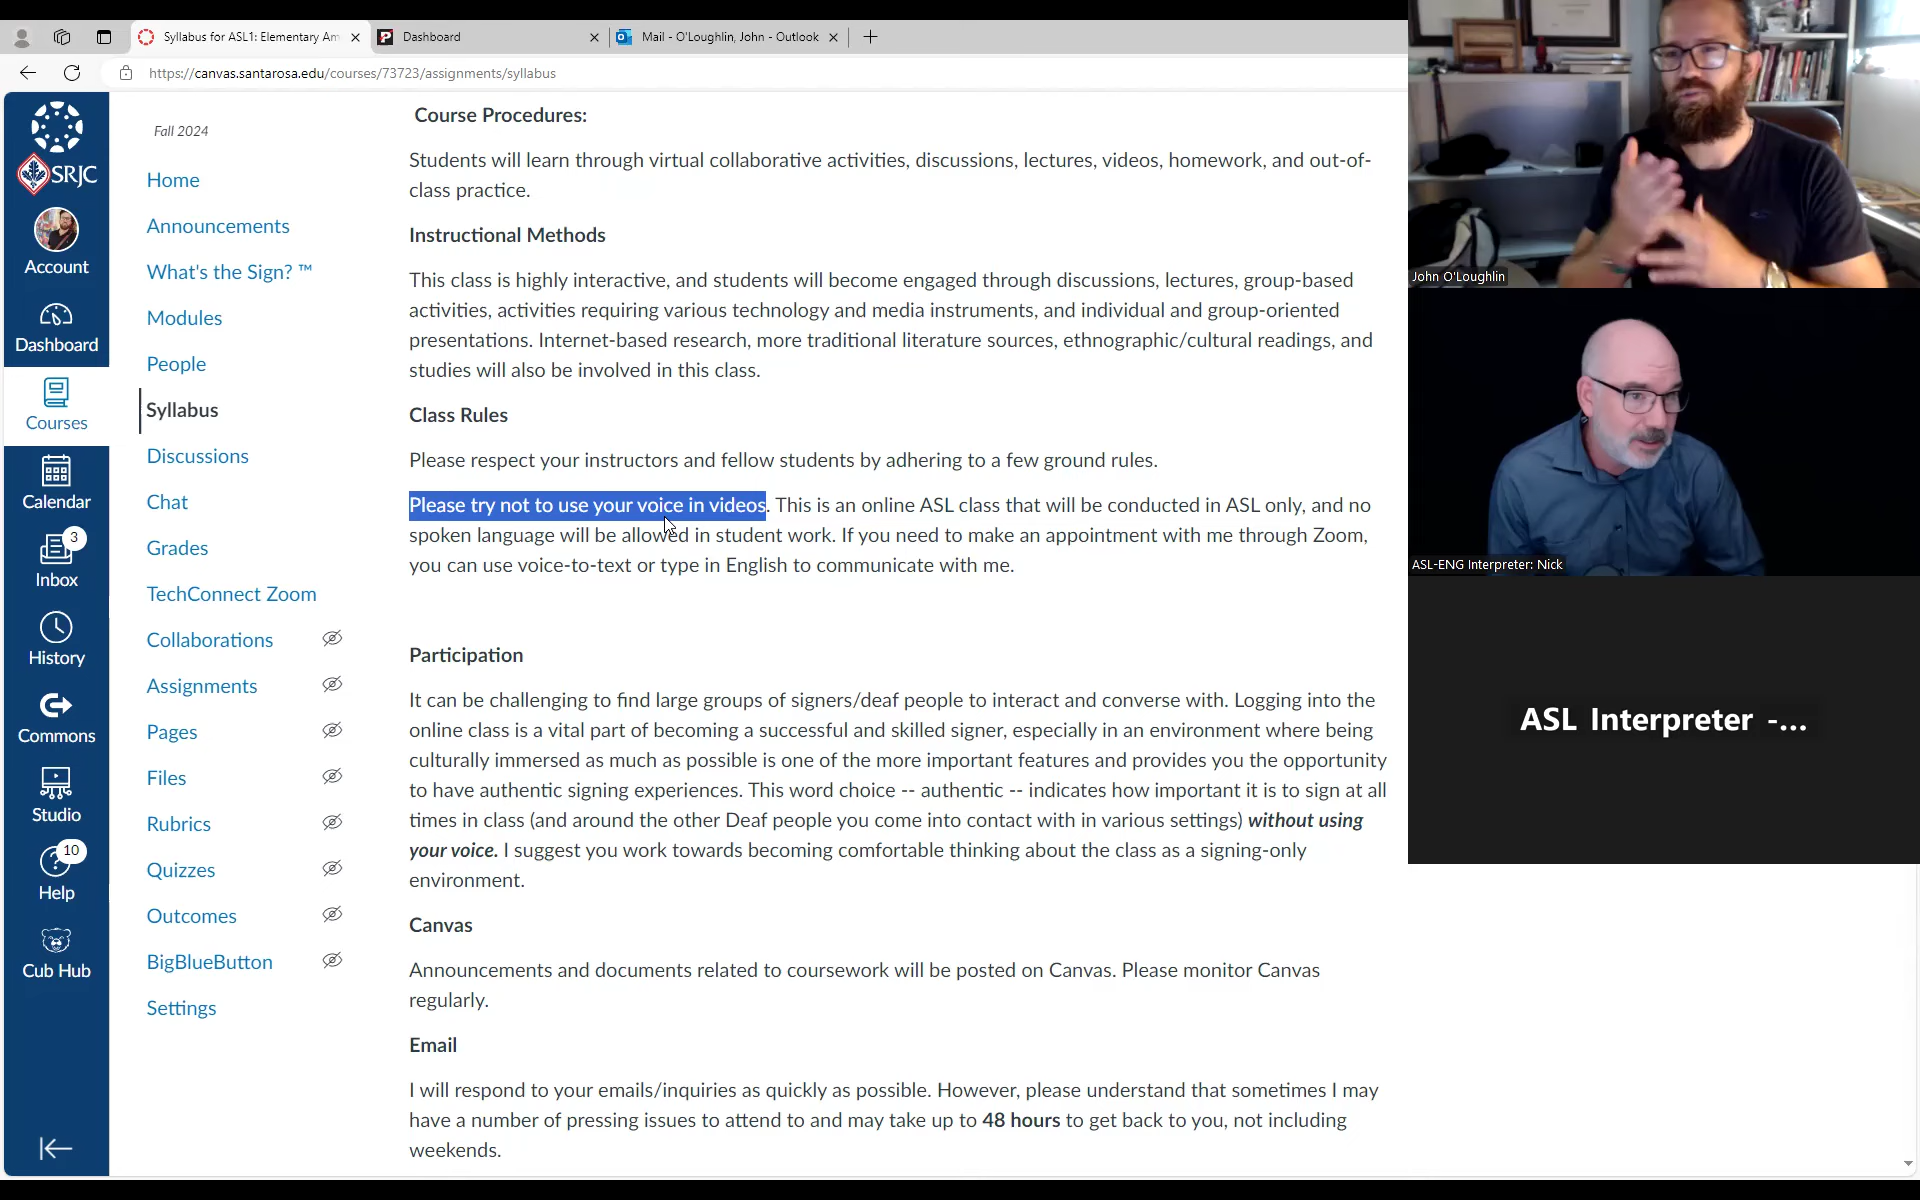 Syllabus for ASL1: Elementary Am
Dashboard
Mail - O'Loughlin, John - Outlook
https://canvas.santarosa.edu/courses/73723/assignments/syllabus
SRJC
Account
Dashboard
Courses
Calendar
3
Inbox
History
Commons
Studio
10
Help
Cub Hub
Fall 2024
Home
Announcements
What's the Sign? ™
Modules
People
Syllabus
Discussions
Chat
Grades
TechConnect Zoom
Collaborations
Assignments
Pages
Files
Rubrics
Quizzes
Outcomes
BigBlueButton
Settings
Course Procedures:
Students will learn through virtual collaborative activities, discussions, lectures, videos, homework, and out-of-
class practice.
Instructional Methods
This class is highly interactive, and students will become engaged through discussions, lectures, group-based
activities, activities requiring various technology and media instruments, and individual and group-oriented
presentations. Internet-based research, more traditional literature sources, ethnographic/cultural readings, and
studies will also be involved in this class.
Class Rules
Please respect your instructors and fellow students by adhering to a few ground rules.
Please try not to use your voice in videos. This is an online ASL class that will be conducted in ASL only, and no
spoken language will be allowed in student work. If you need to make an appointment with me through Zoom,
you can use voice-to-text or type in English to communicate with me.
Participation
It can be challenging to find large groups of signers/deaf people to interact and converse with. Logging into the
online class is a vital part of becoming a successful and skilled signer, especially in an environment where being
culturally immersed as much as possible is one of the more important features and provides you the opportunity
to have authentic signing experiences. This word choice -- authentic -- indicates how important it is to sign at all
times in class (and around the other Deaf people you come into contact with in various settings) without using
your voice. I suggest you work towards becoming comfortable thinking about the class as a signing-only
environment.
Canvas
Announcements and documents related to coursework will be posted on Canvas. Please monitor Canvas
regularly.
Email
I will respond to your emails/inquiries as quickly as possible. However, please understand that sometimes I may
have a number of pressing issues to attend to and may take up to 48 hours to get back to you, not including
weekends.
John O'Loughlin
ASL-ENG Interpreter: Nick
ASL Interpreter -...